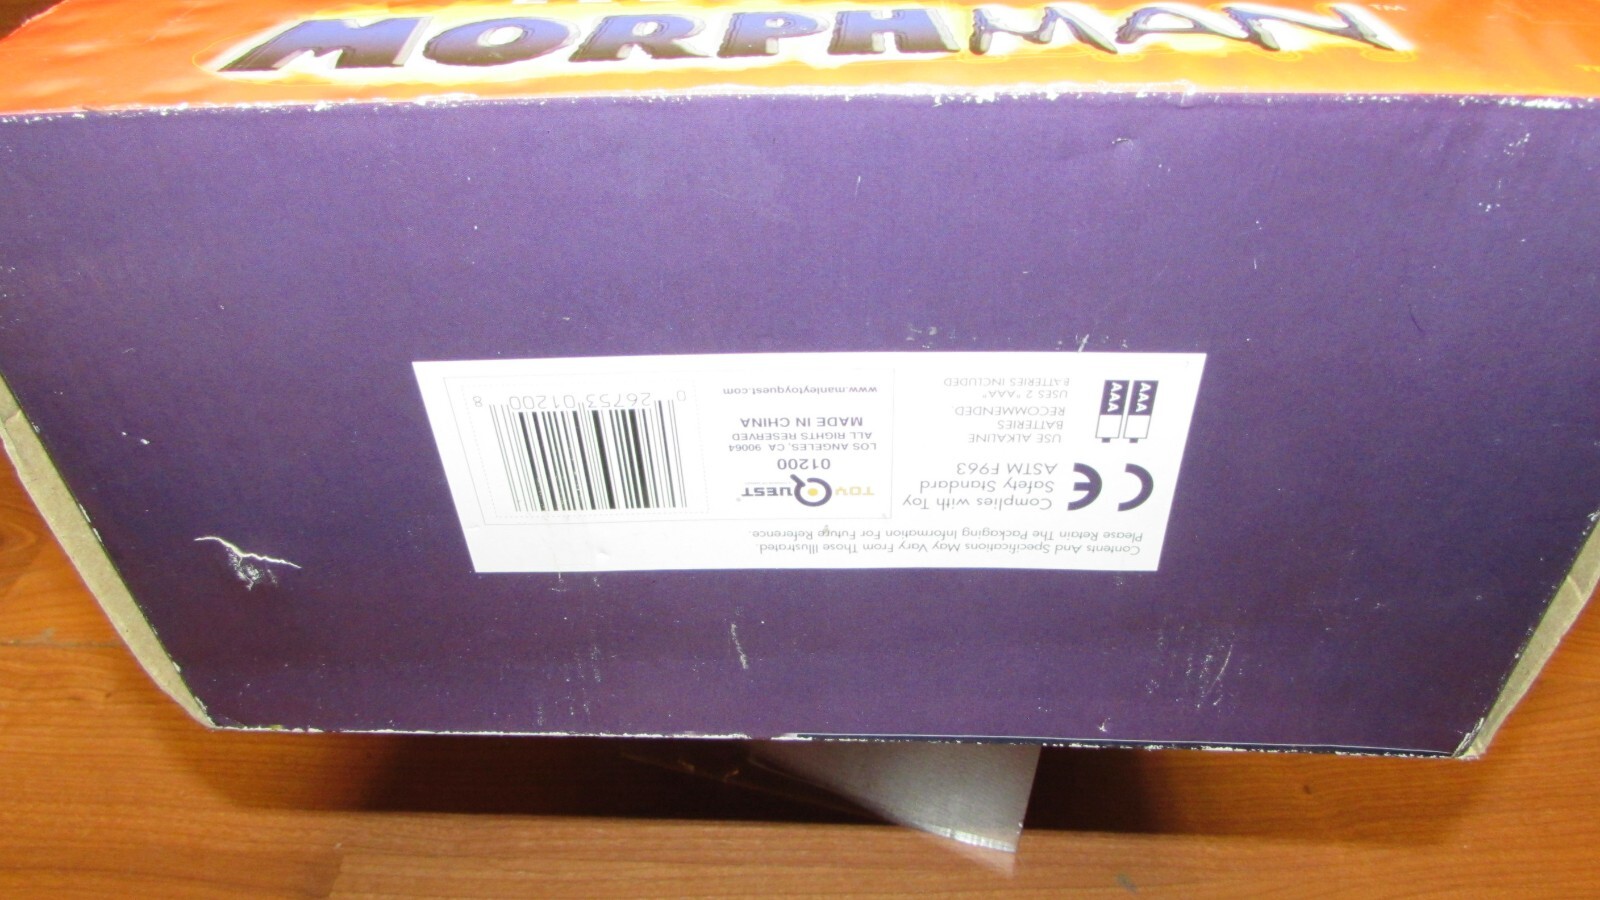 MORPHMAN™
Contents And Specifications May Vary From Those Illustrated.
Please Retain The Packaging Information For Future Reference.
CE
Complies with Toy
Safety Standard
ASTM F963
USE ALKALINE
BATTERIES
RECOMMENDED
USES 2 "AAA"
BATTERIES INCLUDED
AAA
AAA
TOY QUEST®
01200
LOS ANGELES, CA 90064
ALL RIGHTS RESERVED
MADE IN CHINA
www.manleytoyquest.com
0 26753 01200 8